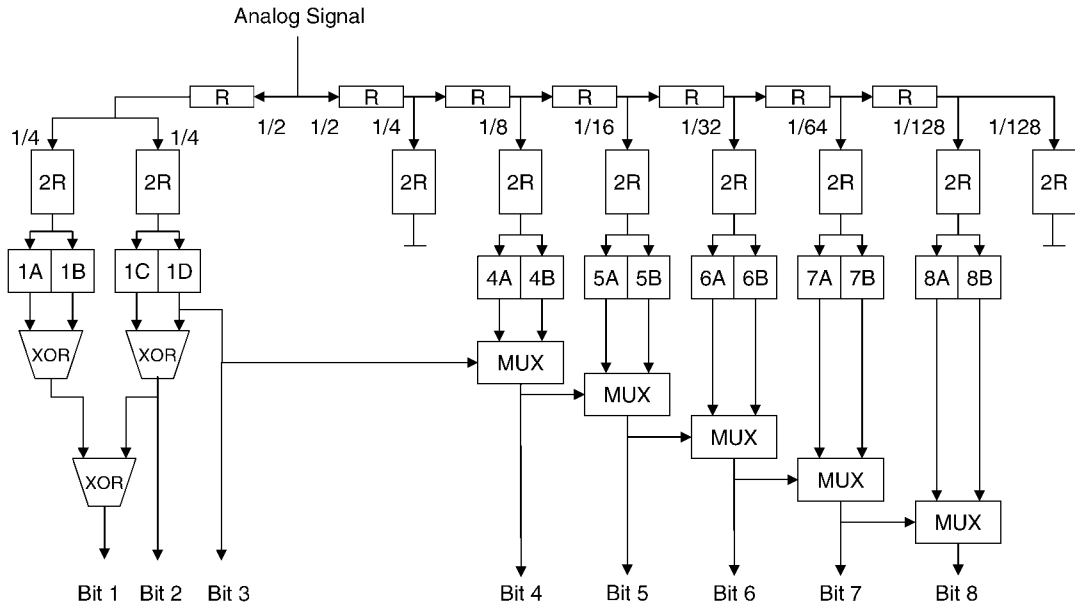 Analog Signal
R R R R R R R
1/2 1/2 1/4 1/8 1/16 1/32 1/64 1/128 1/128
1/4 1/4
2R 2R 2R 2R 2R 2R 2R 2R 2R
1A 1B 1C 1D 4A 4B 5A 5B 6A 6B 7A 7B 8A 8B
XOR XOR MUX
MUX
MUX
XOR MUX
MUX
Bit 1 Bit 2 Bit 3 Bit 4 Bit 5 Bit 6 Bit 7 Bit 8